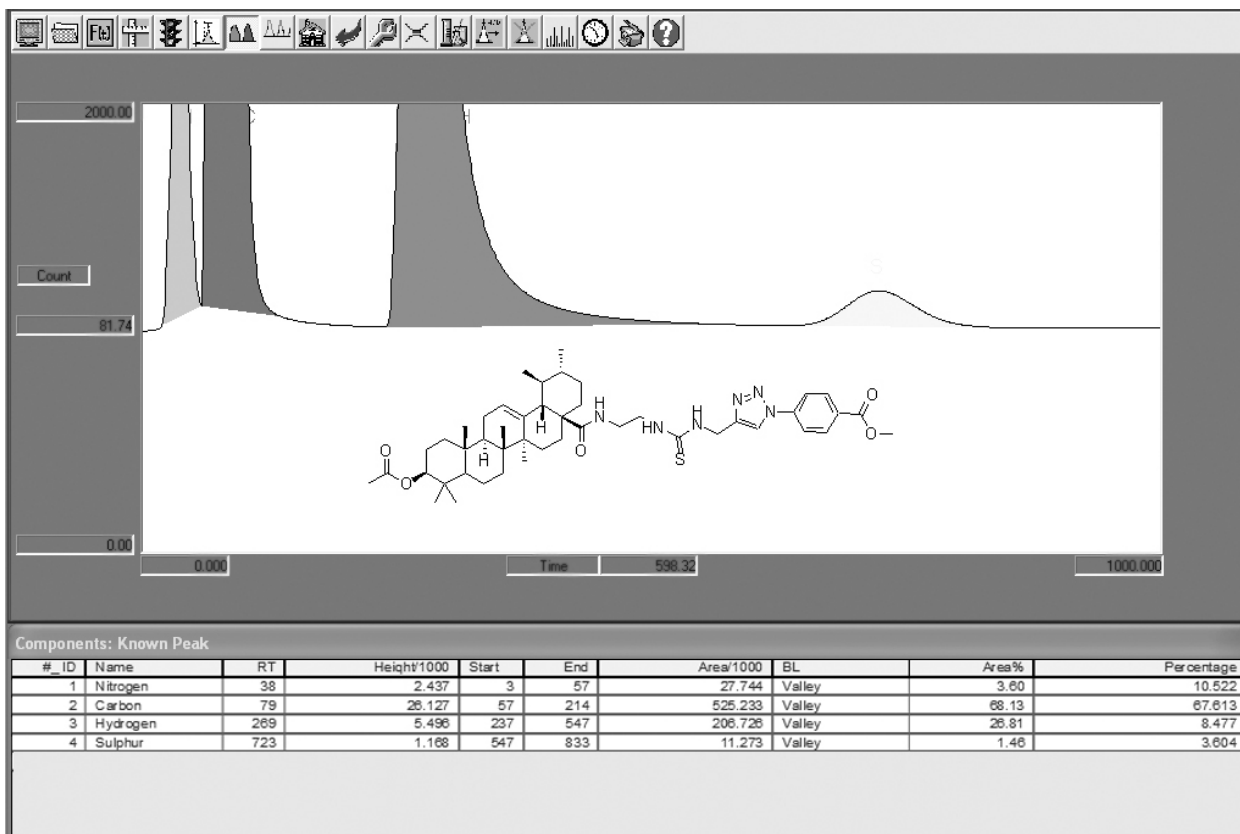 F(t)
2000.00
C
H
Count
S
81.74
0.00
0.000 Time 598.32 1000.000
O
O
H
H
H
N
O
HN
S
H
N
N=N
N
O
O
Components: Known Peak
#_ID Name RT Height/1000 Start End Area/1000 BL Area% Percentage
1 Nitrogen 38 2.437 3 57 27.744 Valley 3.60 10.522
2 Carbon 79 26.127 57 214 525.233 Valley 68.13 67.613
3 Hydrogen 269 5.496 237 547 206.726 Valley 26.81 8.477
4 Sulphur 723 1.168 547 833 11.273 Valley 1.46 3.604